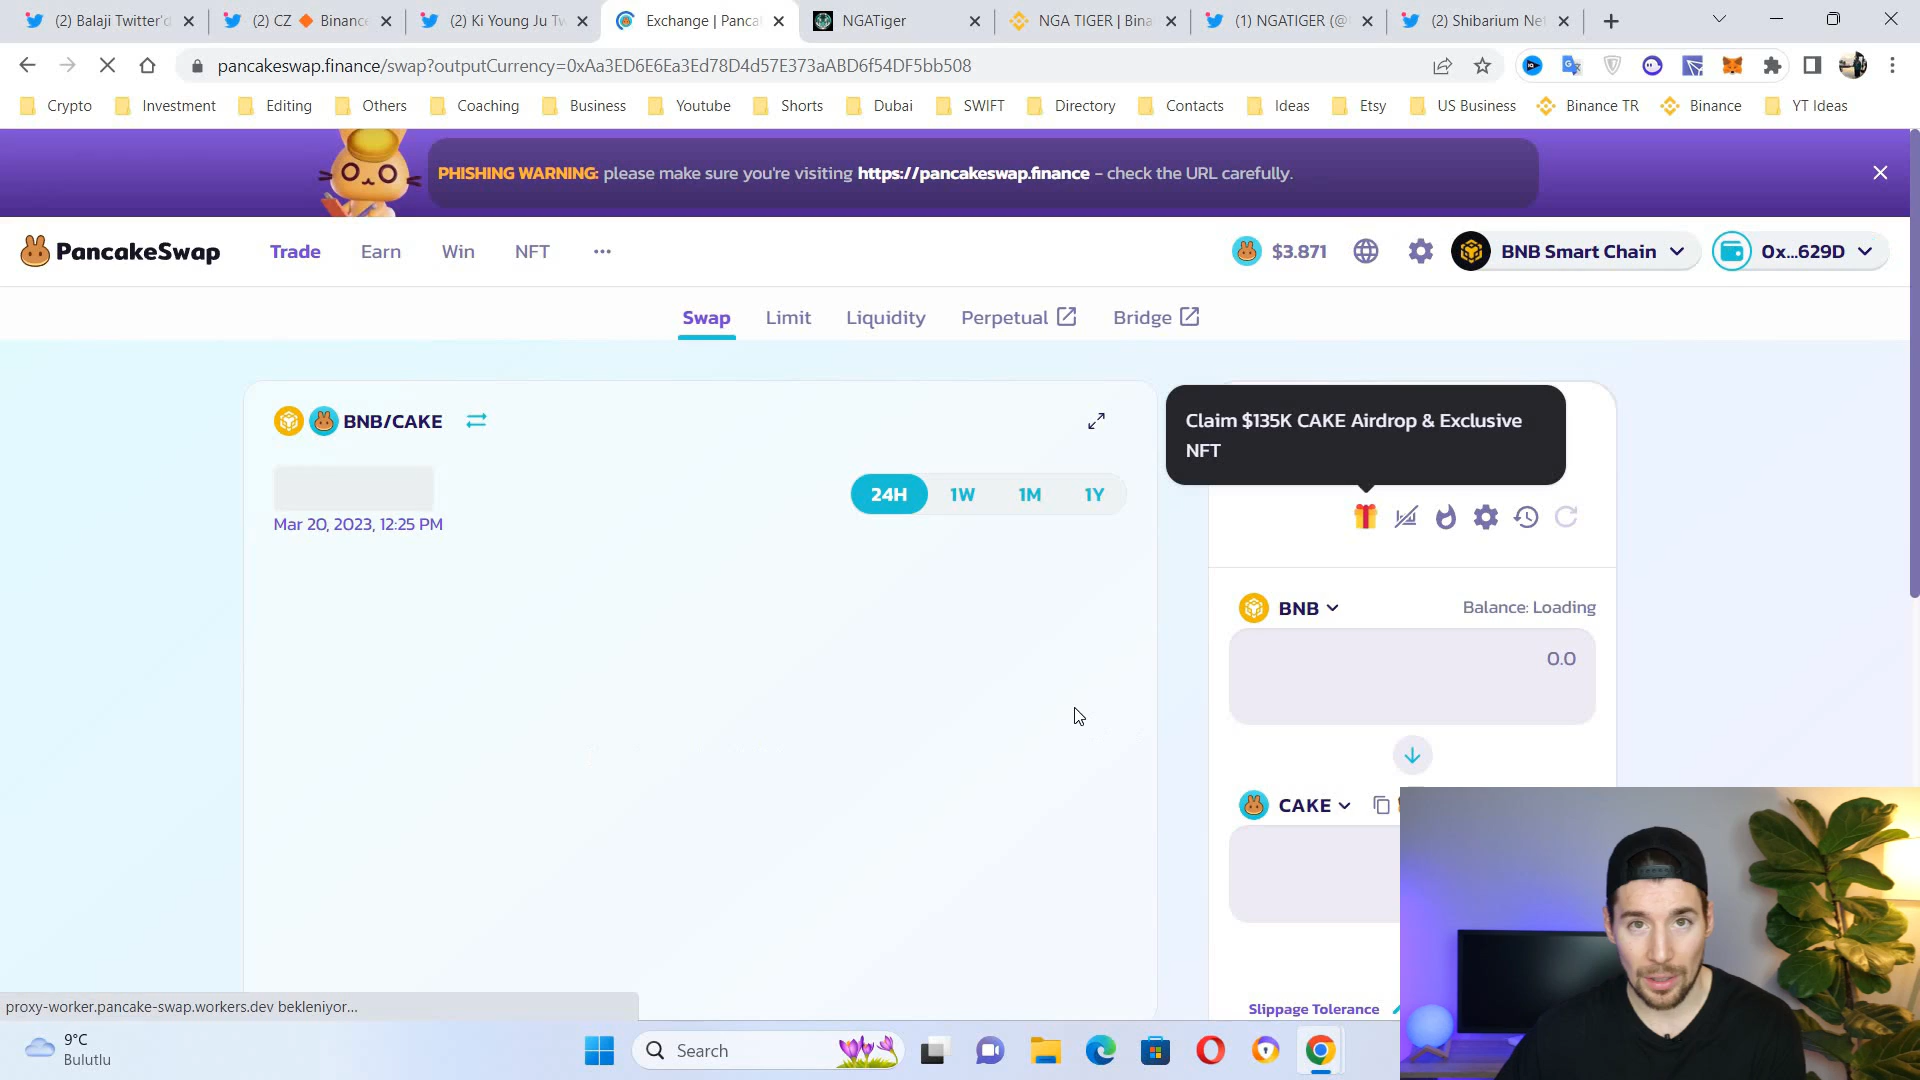 (2) Balaji Twitter'd
(2) CZ 🔶 Binance
(2) Ki Young Ju Tw
Exchange | Panca
NGATiger
NGA TIGER | Bina
(1) NGATIGER (@
(2) Shibarium Net
pancakeswap.finance/swap?outputCurrency=0xAa3ED6E6Ea3Ed78D4d57E373aABD6f54DF5bb508
Crypto
Investment
Editing
Others
Coaching
Business
Youtube
Shorts
Dubai
SWIFT
Directory
Contacts
Ideas
Etsy
US Business
Binance TR
Binance
YT Ideas
PHISHING WARNING: please make sure you're visiting https://pancakeswap.finance - check the URL carefully.
PancakeSwap
Trade
Earn
Win
NFT
$3.871
BNB Smart Chain
0x...629D
Swap
Limit
Liquidity
Perpetual
Bridge
BNB/CAKE
Claim $135K CAKE Airdrop & Exclusive
NFT
24H
1W
1M
1Y
Mar 20, 2023, 12:25 PM
BNB
Balance: Loading
0.0
CAKE
Slippage Tolerance
proxy-worker.pancake-swap.workers.dev bekleniyor...
9°C
Bulutlu
Search